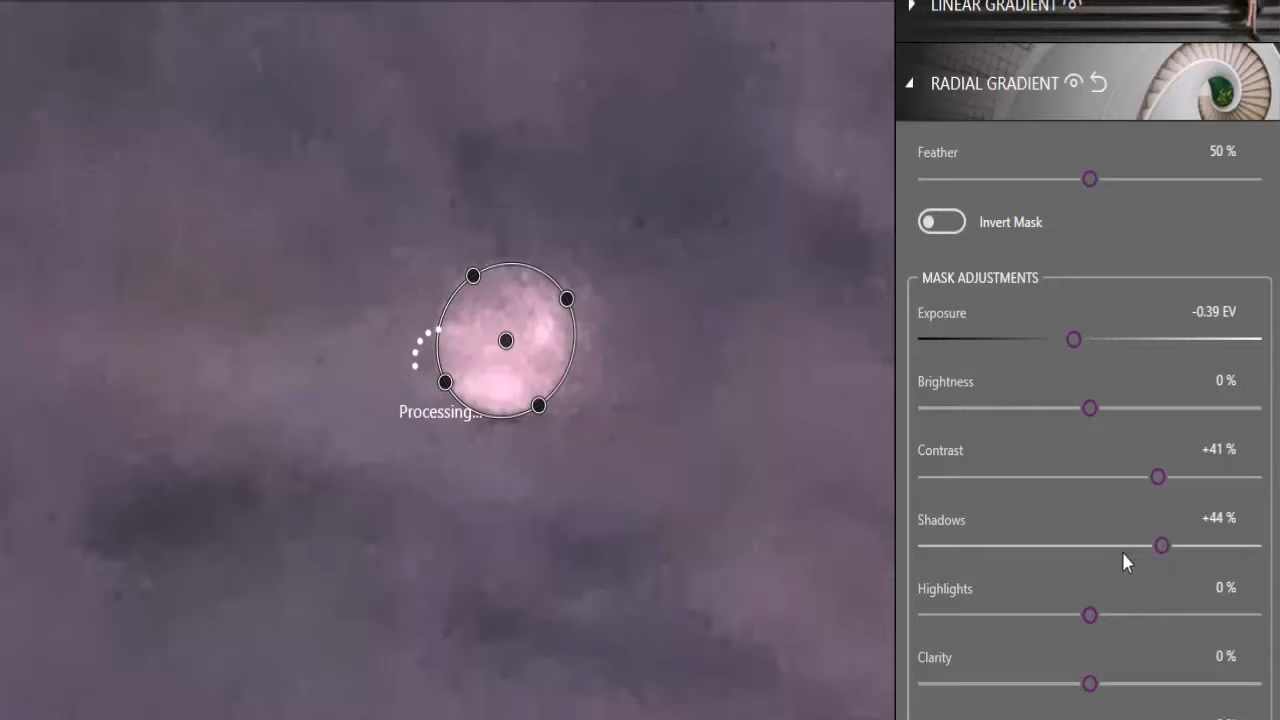 LINEAR GRADIENT
RADIAL GRADIENT
Feather 50 %
Invert Mask
MASK ADJUSTMENTS
Exposure -0.39 EV
Brightness 0 %
Contrast +41 %
Processing...
Shadows +44 %
Highlights 0 %
Clarity 0 %